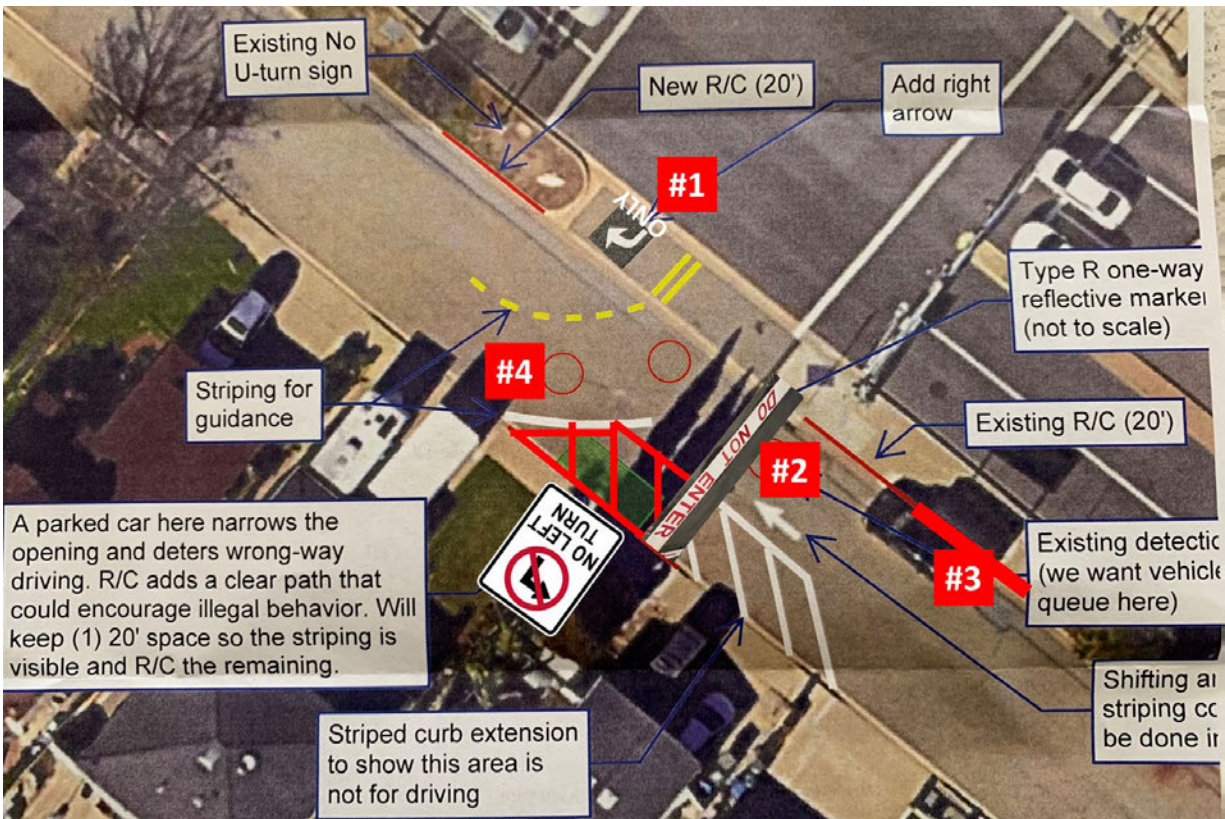 Existing No
U-turn sign
New R/C (20')
Add right
arrow
#1
ONLY
Type R one-way
reflective marker
(not to scale)
#4
Striping for
guidance
DO NOT ENTER
Existing R/C (20')
#2
A parked car here narrows the
opening and deters wrong-way
driving. R/C adds a clear path that
could encourage illegal behavior. Will
keep (1) 20' space so the striping is
visible and R/C the remaining.
NO LEFT
TURN
#3
Existing detectio
(we want vehicle
queue here)
Striped curb extension
to show this area is
not for driving
Shifting ar
striping co
be done in